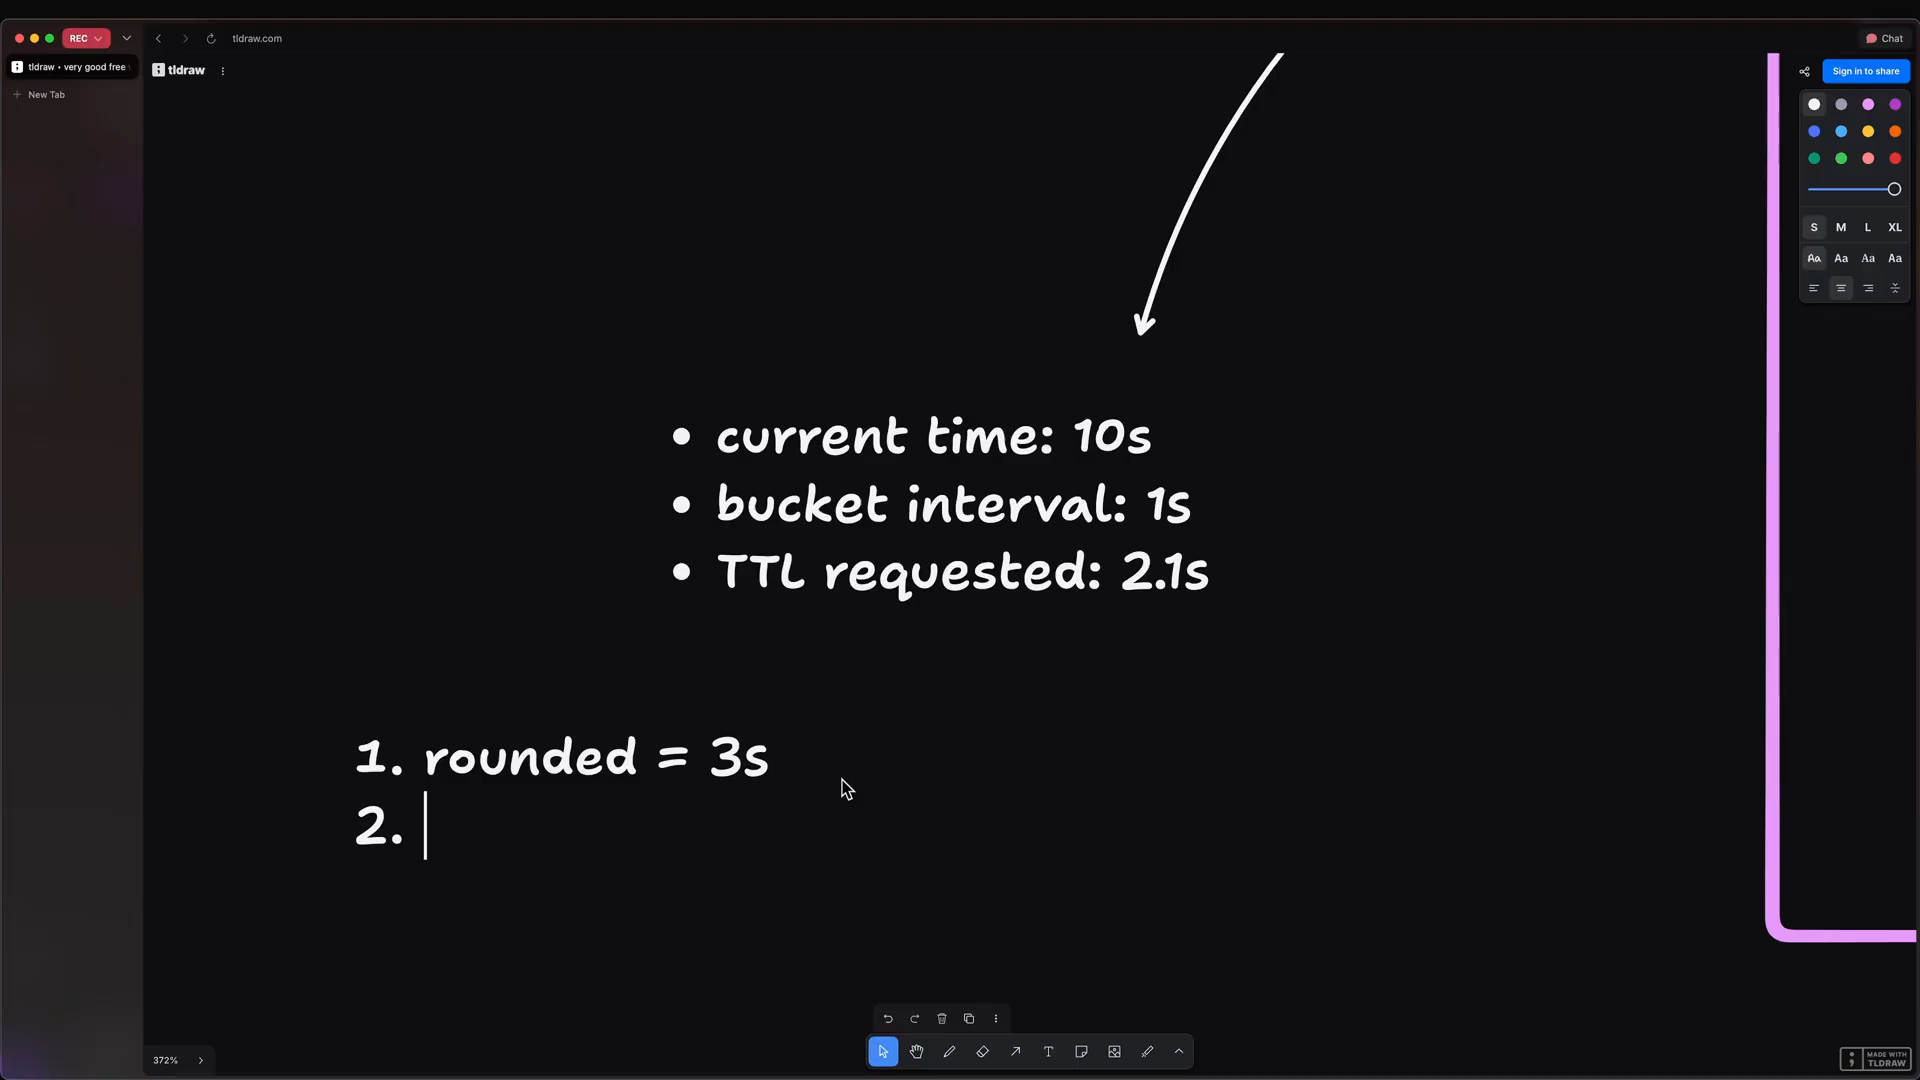 REC
tldraw.com
Chat
tldraw • very good free
New Tab
tldraw
Sign in to share
S M L XL
Aa Aa Aa Aa
• current time: 10s
• bucket interval: 1s
• TTL requested: 2.1s
1. rounded = 3s
2.
372%
T
MADE WITH
TLDRAW